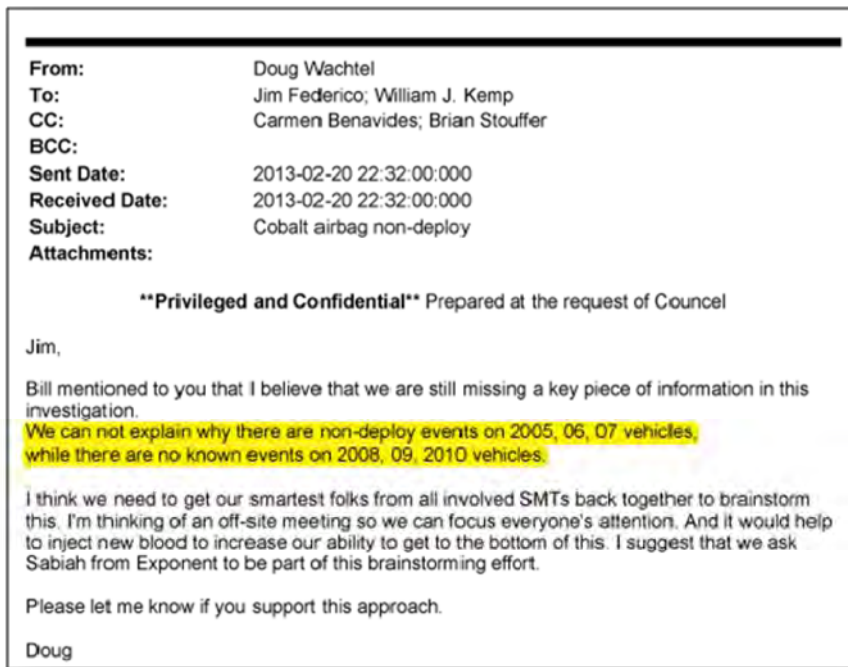 From: Doug Wachtel
To: Jim Federico; William J. Kemp
CC: Carmen Benavides; Brian Stouffer
BCC:
Sent Date: 2013-02-20 22:32:00:000
Received Date: 2013-02-20 22:32:00:000
Subject: Cobalt airbag non-deploy
Attachments:
**Privileged and Confidential** Prepared at the request of Councel
Jim,
Bill mentioned to you that I believe that we are still missing a key piece of information in this
investigation.
We can not explain why there are non-deploy events on 2005, 06, 07 vehicles,
while there are no known events on 2008, 09, 2010 vehicles.
I think we need to get our smartest folks from all involved SMTs back together to brainstorm
this. I'm thinking of an off-site meeting so we can focus everyone's attention. And it would help
to inject new blood to increase our ability to get to the bottom of this. I suggest that we ask
Sabiah from Exponent to be part of this brainstorming effort.
Please let me know if you support this approach.
Doug